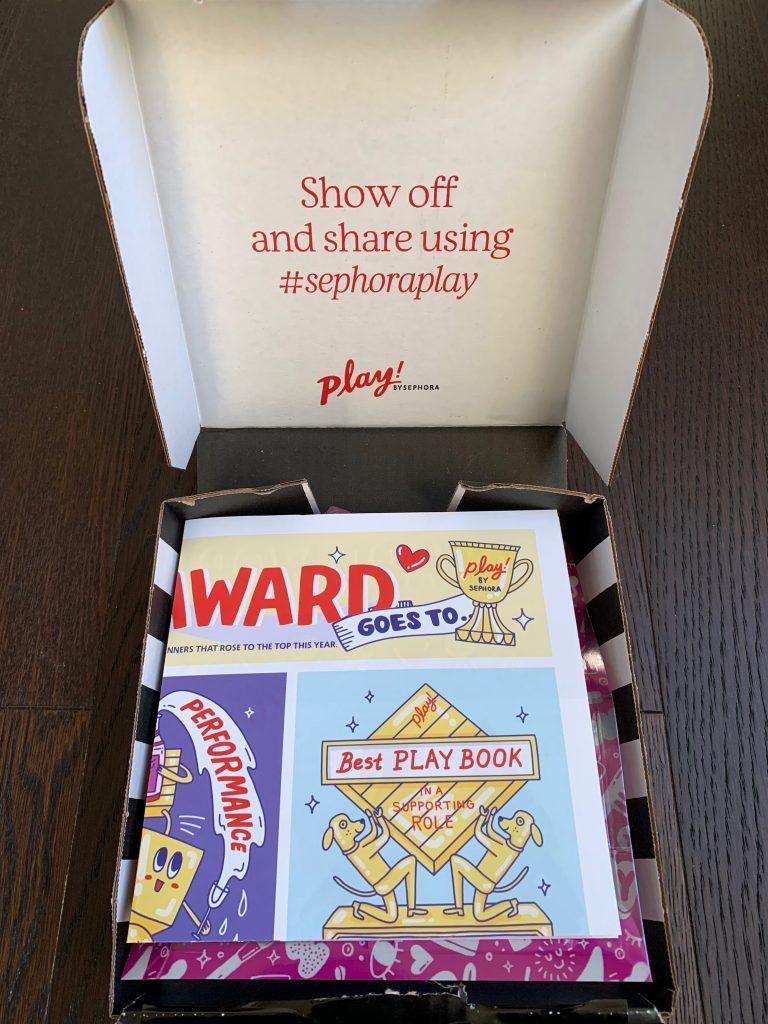 Show off
and share using
#sephoraplay
play!
BY SEPHORA
AWARD
GOES TO.
play!
BY
SEPHORA
NNERS THAT ROSE TO THE TOP THIS YEAR.
PERFORMANCE
play!
Best PLAY BOOK
IN A
SUPPORTING
ROLE